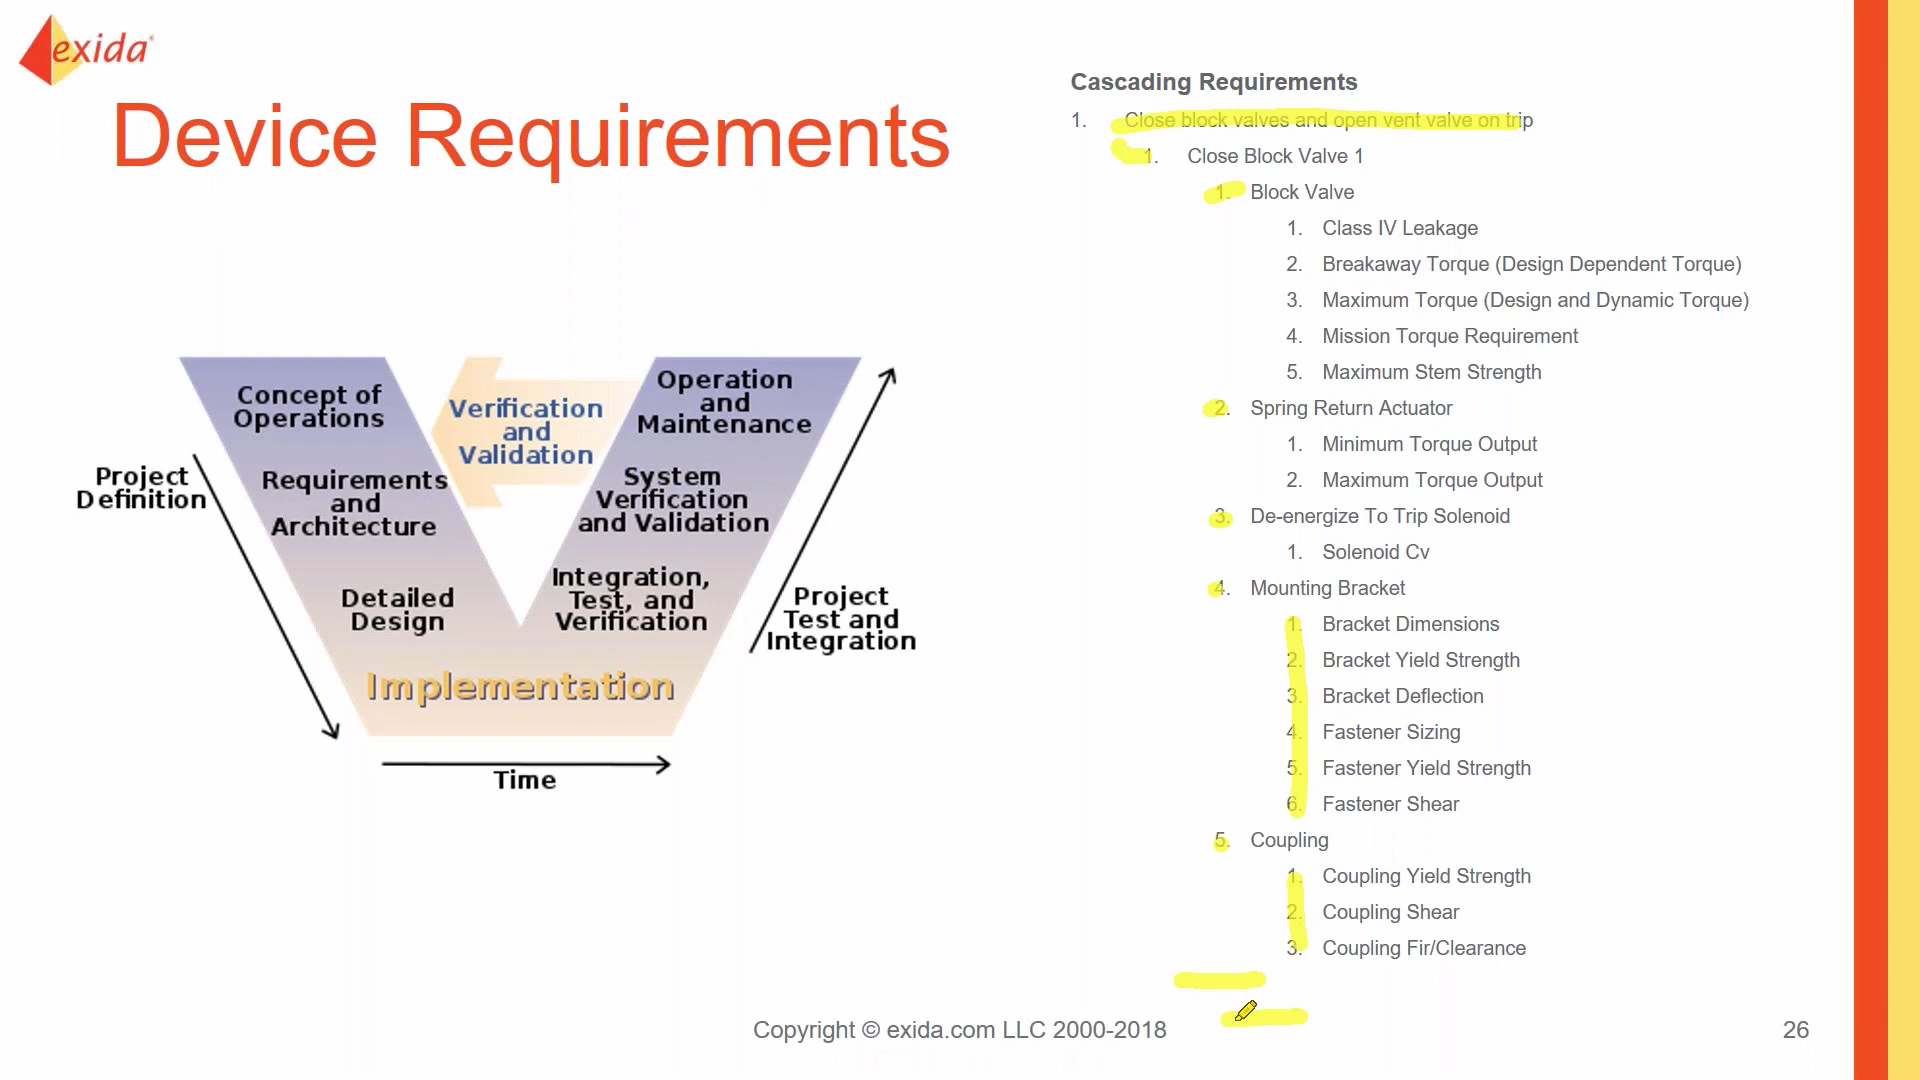 exida
Device Requirements
Cascading Requirements
1. Close block valves and open vent valve on trip
1. Close Block Valve 1
1. Block Valve
1. Class IV Leakage
2. Breakaway Torque (Design Dependent Torque)
3. Maximum Torque (Design and Dynamic Torque)
4. Mission Torque Requirement
5. Maximum Stem Strength
2. Spring Return Actuator
1. Minimum Torque Output
2. Maximum Torque Output
3. De-energize To Trip Solenoid
1. Solenoid Cv
4. Mounting Bracket
1. Bracket Dimensions
2. Bracket Yield Strength
3. Bracket Deflection
4. Fastener Sizing
5. Fastener Yield Strength
6. Fastener Shear
5. Coupling
1. Coupling Yield Strength
2. Coupling Shear
3. Coupling Fir/Clearance
Concept of
Operations
Verification
and
Validation
Operation
and
Maintenance
Project
Definition
Requirements
and
Architecture
System
Verification
and Validation
Detailed
Design
Integration,
Test, and
Verification
Project
Test and
Integration
Implementation
Time
Copyright © exida.com LLC 2000-2018
26